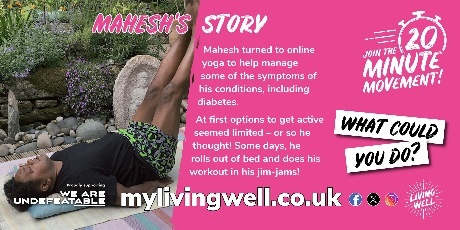 MAHESH'S STORY
Mahesh turned to online
yoga to help manage
some of the symptoms of
his conditions, including
diabetes.
At first options to get active
seemed limited – or so he
thought! Some days, he
rolls out of bed and does his
workout in his jim-jams!
JOIN THE
20
MINUTE
MOVEMENT!
WHAT COULD
YOU DO?
Proudly supporting
WE ARE
UNDEFEATABLE
mylivingwell.co.uk
LIVING
WELL